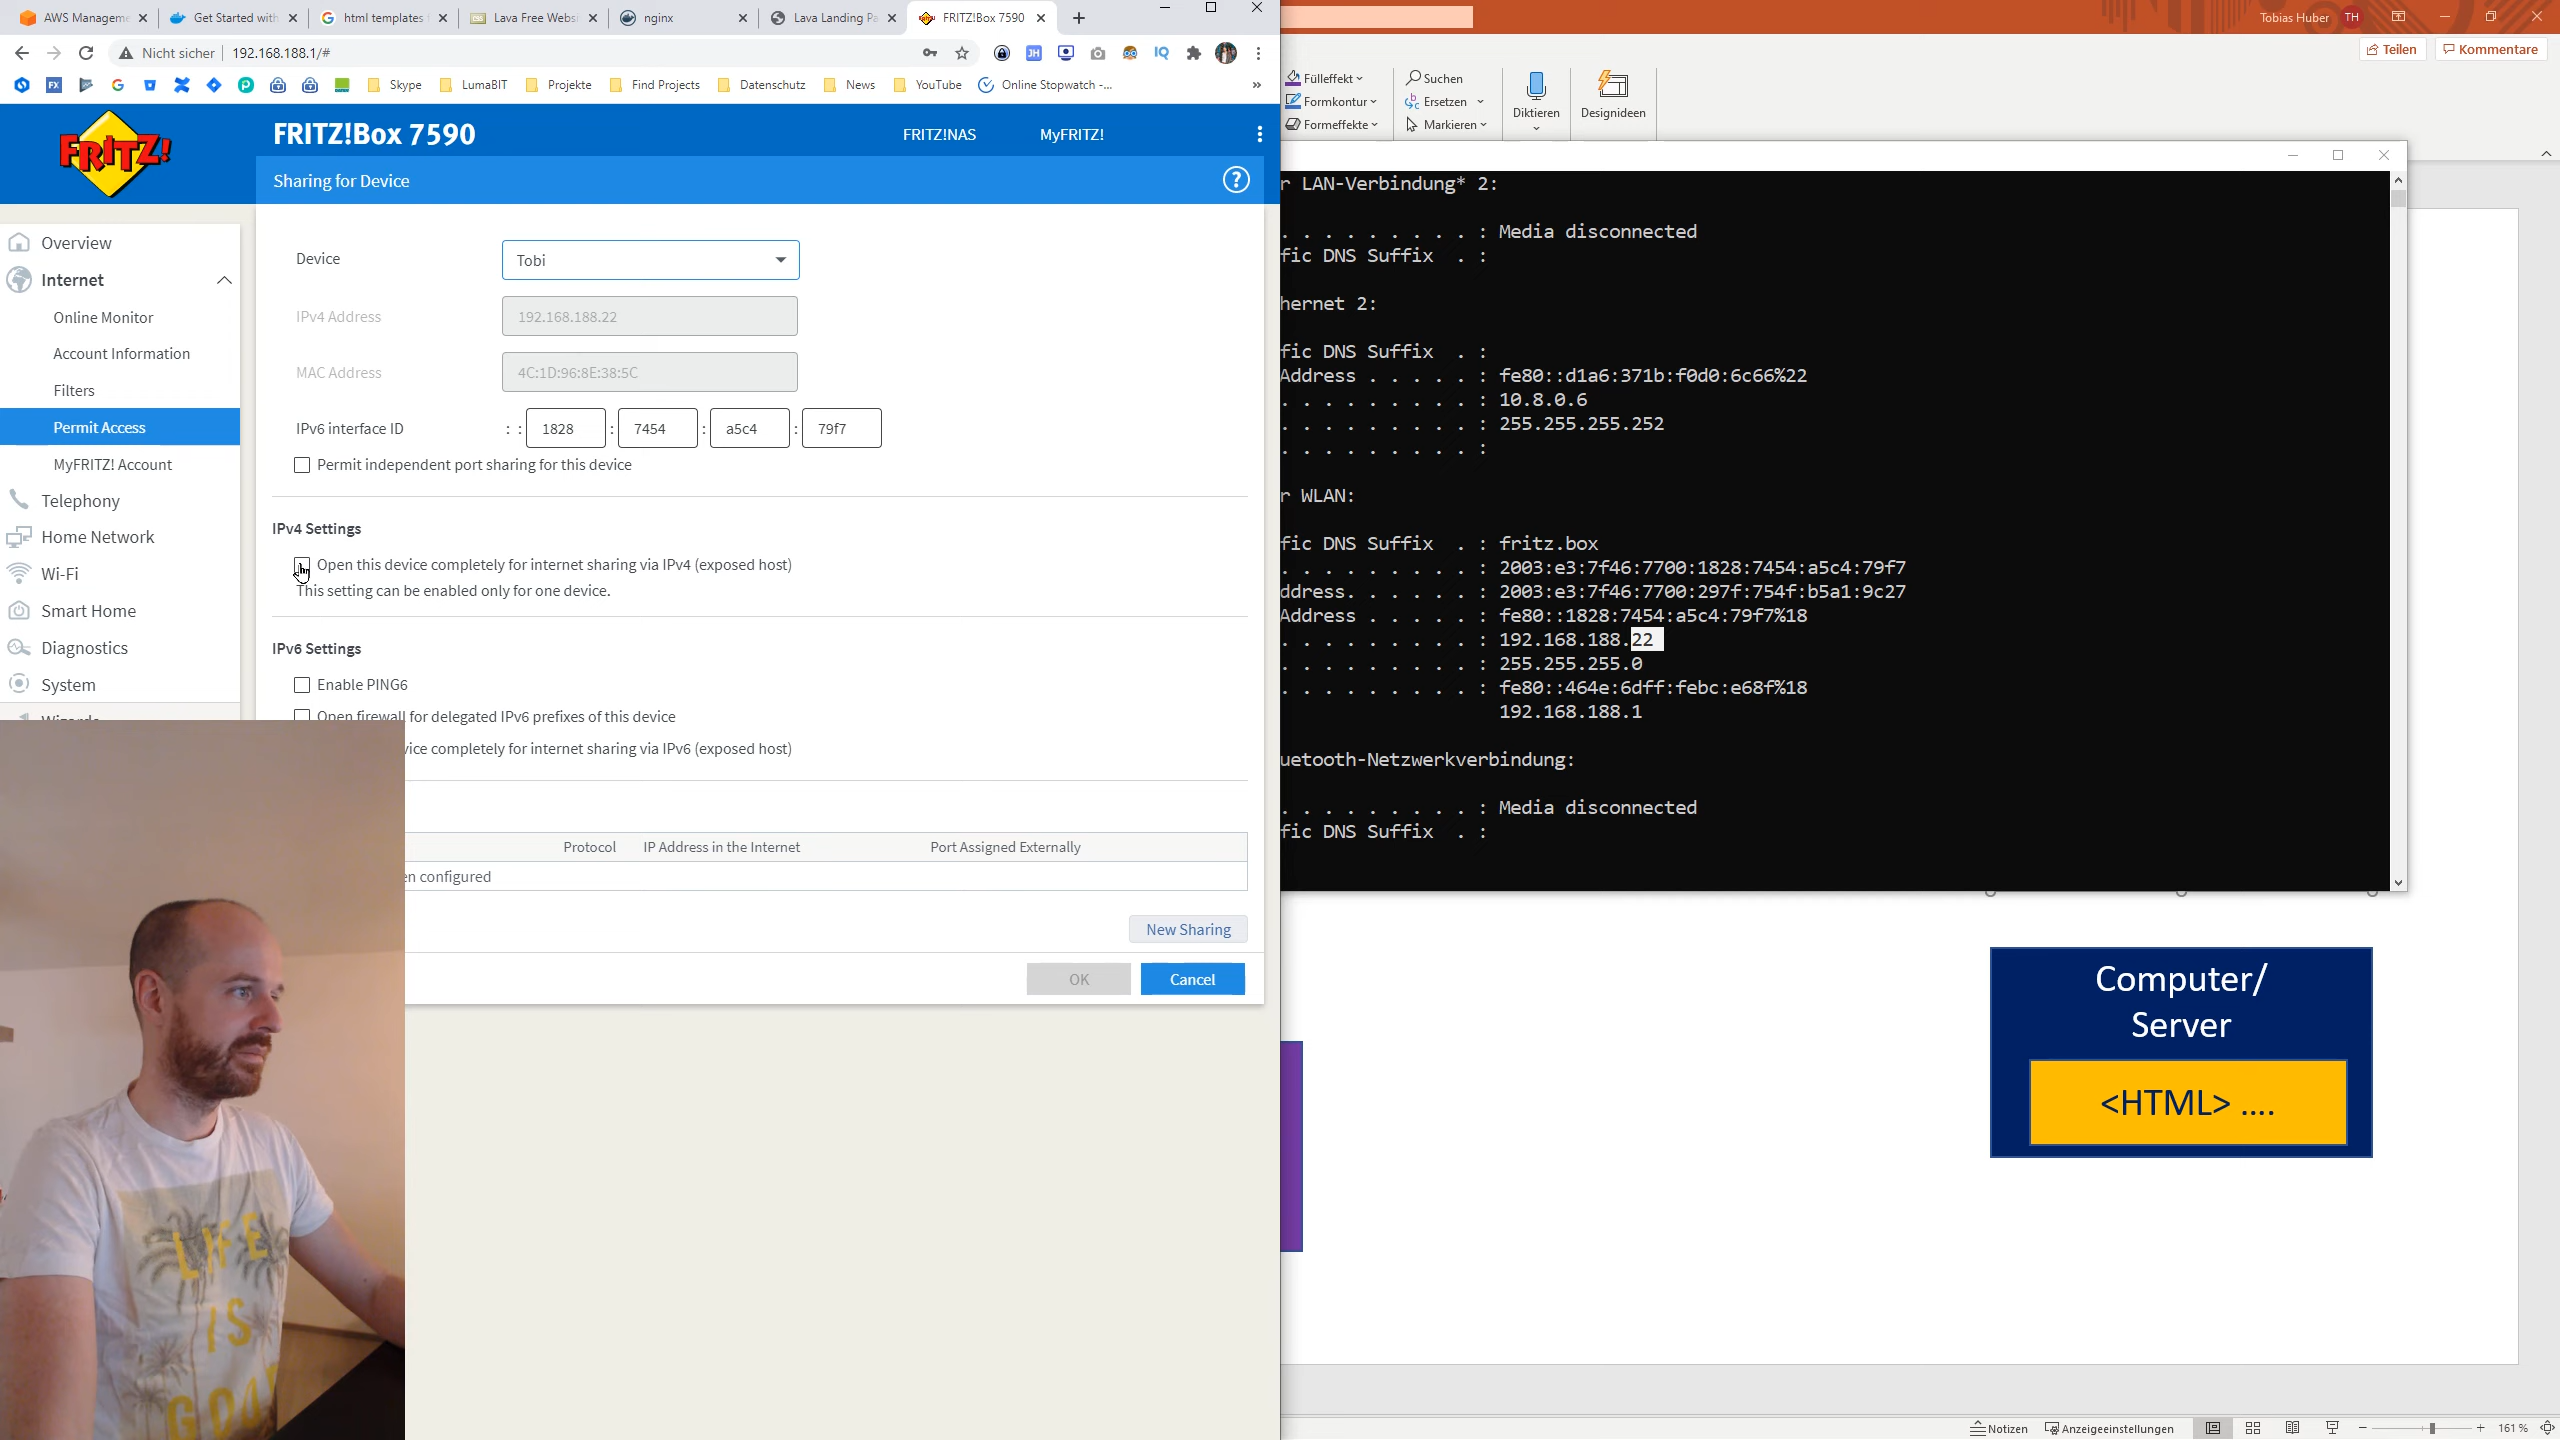 AWS Manageme
Get Started with
html templates f
Lava Free Websi
nginx
Lava Landing Pa
FRITZ!Box 7590
Nicht sicher
192.168.188.1/#
Skype
LumaBIT
Projekte
Find Projects
Datenschutz
News
YouTube
Online Stopwatch -...
»
FRITZ!
FRITZ!Box 7590
FRITZ!NAS
MyFRITZ!
Sharing for Device
Overview
Internet
Online Monitor
Account Information
Filters
Permit Access
MyFRITZ! Account
Telephony
Home Network
Wi-Fi
Smart Home
Diagnostics
System
Device
Tobi
IPv4 Address
192.168.188.22
MAC Address
4C:1D:96:8E:38:5C
IPv6 interface ID
: : 1828 : 7454 : a5c4 : 79f7
Permit independent port sharing for this device
IPv4 Settings
Open this device completely for internet sharing via IPv4 (exposed host)
This setting can be enabled only for one device.
IPv6 Settings
Enable PING6
Open firewall for delegated IPv6 prefixes of this device
vice completely for internet sharing via IPv6 (exposed host)
Protocol
IP Address in the Internet
Port Assigned Externally
en configured
New Sharing
OK
Cancel
LIFE
IS
GOOD
Tobias Huber
TH
Teilen
Kommentare
Fülleffekt
Formkontur
Formeffekte
Suchen
Ersetzen
Markieren
Diktieren
Designideen
r LAN-Verbindung* 2:
. . . . . . . . . : Media disconnected
fic DNS Suffix  . :
hernet 2:
fic DNS Suffix  . :
Address . . . . . : fe80::d1a6:371b:f0d0:6c66%22
. . . . . . . . . : 10.8.0.6
. . . . . . . . . : 255.255.255.252
. . . . . . . . . :
r WLAN:
fic DNS Suffix  . : fritz.box
. . . . . . . . . : 2003:e3:7f46:7700:1828:7454:a5c4:79f7
ddress. . . . . . : 2003:e3:7f46:7700:297f:754f:b5a1:9c27
Address . . . . . : fe80::1828:7454:a5c4:79f7%18
. . . . . . . . . : 192.168.188.22
. . . . . . . . . : 255.255.255.0
. . . . . . . . . : fe80::464e:6dff:febc:e68f%18
192.168.188.1
uetooth-Netzwerkverbindung:
. . . . . . . . . : Media disconnected
fic DNS Suffix  . :
Computer/
Server
<HTML> ....
Notizen
Anzeigeeinstellungen
161 %